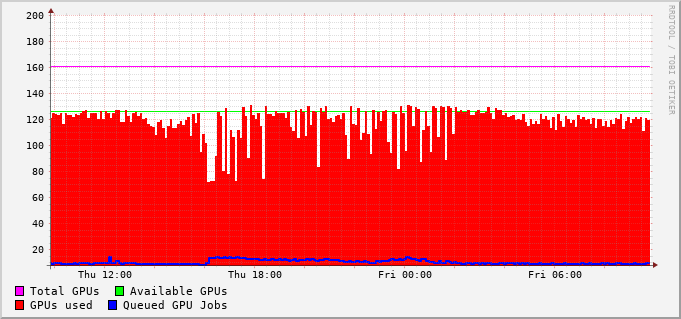 200
180
160
140
120
100
80
60
40
20
Thu 12:00 Thu 18:00 Fri 00:00 Fri 06:00
Total GPUs Available GPUs
GPUs used Queued GPU Jobs
RRDTOOL / TOBI OETIKER